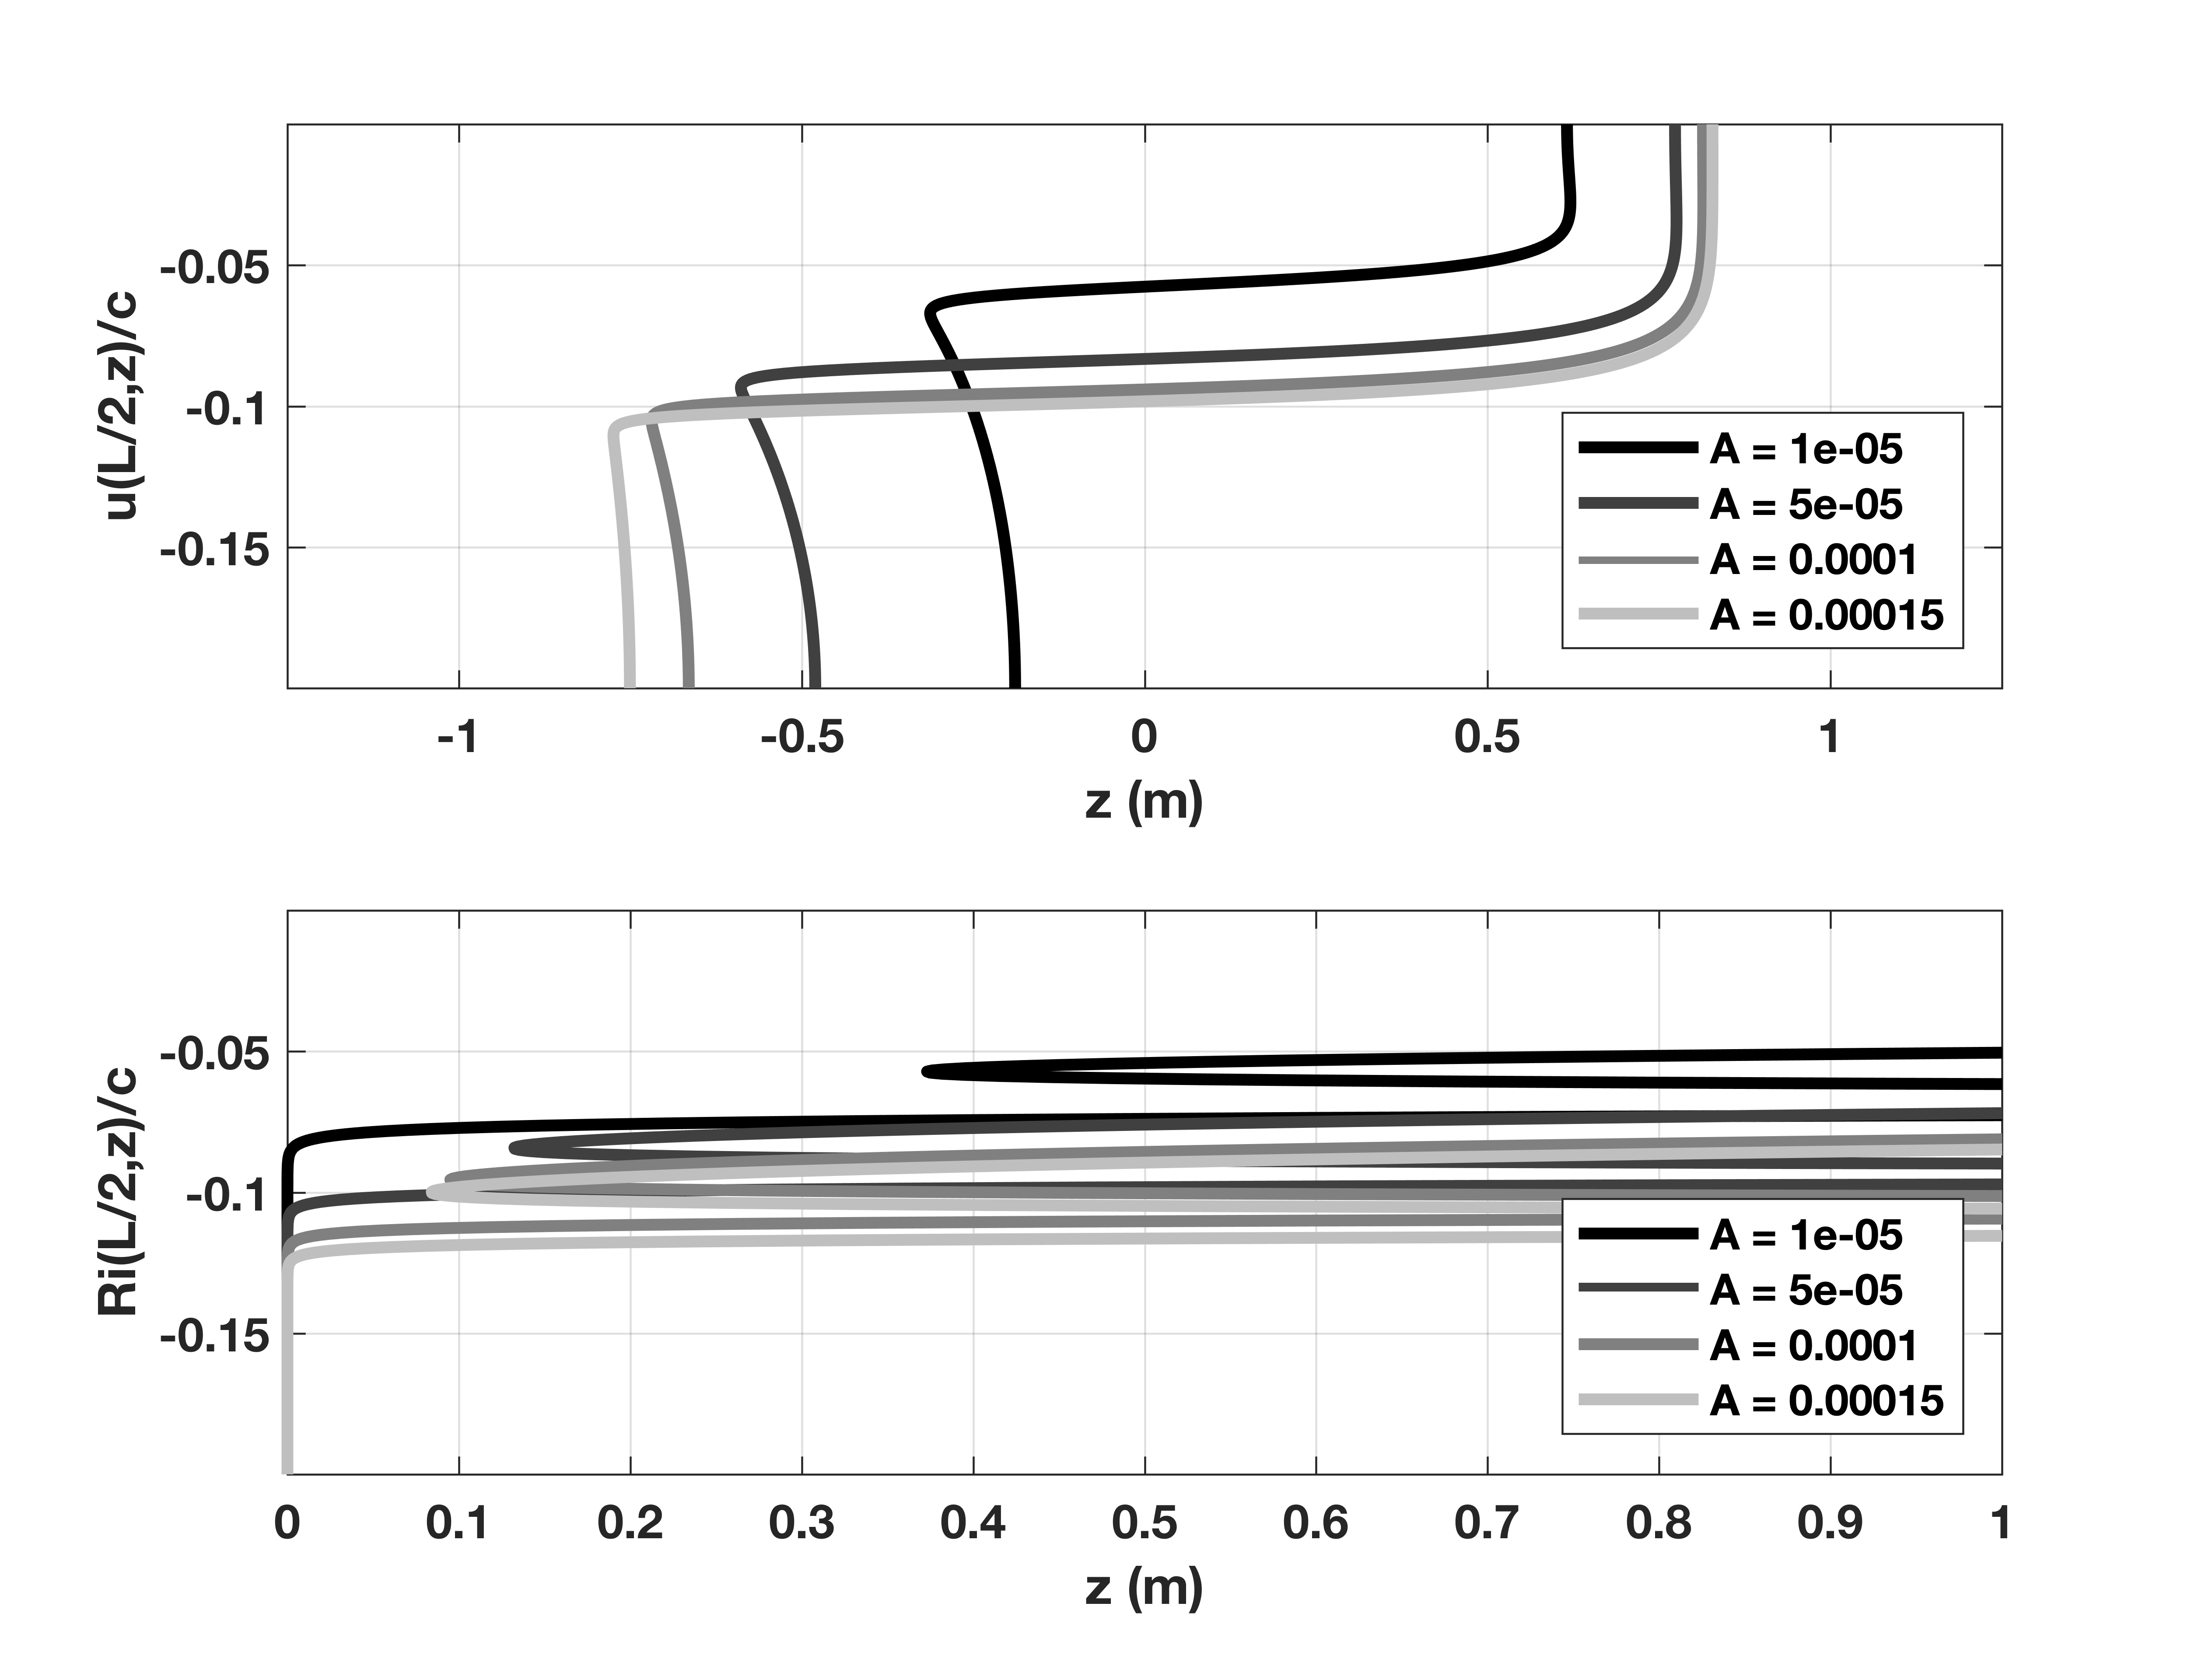 u(L/2,z)/c
-0.05
-0.1
-0.15
-1
-0.5
0
0.5
1
z (m)
A = 1e-05
A = 5e-05
A = 0.0001
A = 0.00015
Ri(L/2,z)/c
-0.05
-0.1
-0.15
0
0.1
0.2
0.3
0.4
0.5
0.6
0.7
0.8
0.9
1
z (m)
A = 1e-05
A = 5e-05
A = 0.0001
A = 0.00015